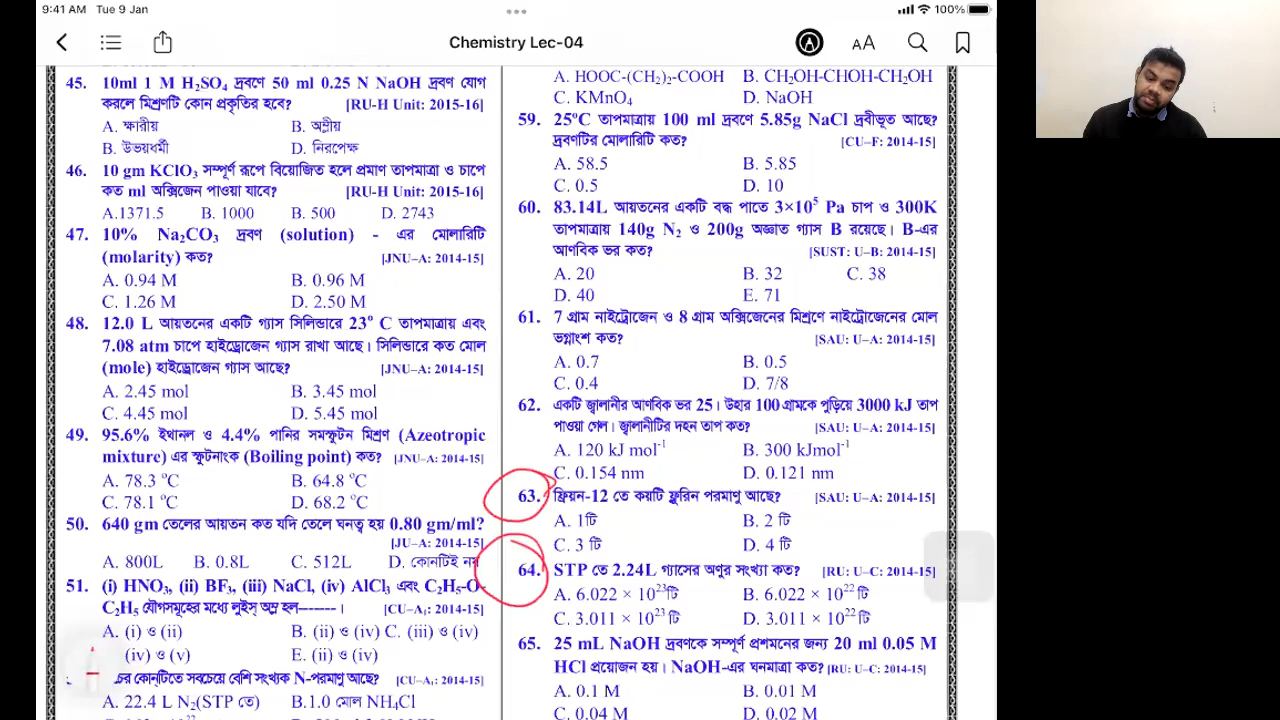 9:41 AM Tue 9 Jan
100%
Chemistry Lec-04
AA
45. 10ml 1 M H₂SO₄ দ্রবণে 50 ml 0.25 N NaOH দ্রবণ যোগ
করলে মিশ্রণটি কোন প্রকৃতির হবে? [RU-H Unit: 2015-16]
A. ক্ষারীয় B. অম্লীয়
B. উভয়ধর্মী D. নিরপেক্ষ
46. 10 gm KClO₃ সম্পূর্ণ রূপে বিয়োজিত হলে প্রমাণ তাপমাত্রা ও চাপে
কত ml অক্সিজেন পাওয়া যাবে? [RU-H Unit: 2015-16]
A.1371.5 B. 1000 B. 500 D. 2743
47. 10% Na₂CO₃ দ্রবণ (solution) - এর মোলারিটি
(molarity) কত? [JNU–A: 2014-15]
A. 0.94 M B. 0.96 M
C. 1.26 M D. 2.50 M
48. 12.0 L আয়তনের একটি গ্যাস সিলিন্ডারে 23° C তাপমাত্রায় এবং
7.08 atm চাপে হাইড্রোজেন গ্যাস রাখা আছে। সিলিন্ডারে কত মোল
(mole) হাইড্রোজেন গ্যাস আছে? [JNU–A: 2014-15]
A. 2.45 mol B. 3.45 mol
C. 4.45 mol D. 5.45 mol
49. 95.6% ইথানল ও 4.4% পানির সমস্ফুটন মিশ্রণ (Azeotropic
mixture) এর স্ফুটনাংক (Boiling point) কত? [JNU–A: 2014-15]
A. 78.3 °C B. 64.8 °C
C. 78.1 °C D. 68.2 °C
50. 640 gm তেলের আয়তন কত যদি তেলে ঘনত্ব হয় 0.80 gm/ml?
[JU–A: 2014-15]
A. 800L B. 0.8L C. 512L D. কোনটিই নয়
51. (i) HNO₃, (ii) BF₃, (iii) NaCl, (iv) AlCl₃ এবং C₂H₅-O-
C₂H₅ যৌগসমূহের মধ্যে লুইস্ অম্ল হল-------। [CU–A₁: 2014-15]
A. (i) ও (ii) B. (ii) ও (iv) C. (iii) ও (iv)
(iv) ও (v) E. (ii) ও (iv)
কোন্‌টিতে সবচেয়ে বেশি সংখ্যক N-পরমাণু আছে? [CU–A₁: 2014-15]
A. 22.4 L N₂(STP তে) B.1.0 মোল NH₄Cl
A. HOOC-(CH₂)₂-COOH B. CH₂OH-CHOH-CH₂OH
C. KMnO₄ D. NaOH
59. 25°C তাপমাত্রায় 100 ml দ্রবণে 5.85g NaCl দ্রবীভূত আছে?
দ্রবণটির মোলারিটি কত? [CU–F: 2014-15]
A. 58.5 B. 5.85
C. 0.5 D. 10
60. 83.14L আয়তনের একটি বদ্ধ পাতে 3×10⁵ Pa চাপ ও 300K
তাপমাত্রায় 140g N₂ ও 200g অজ্ঞাত গ্যাস B রয়েছে। B-এর
আণবিক ভর কত? [SUST: U–B: 2014-15]
A. 20 B. 32 C. 38
D. 40 E. 71
61. 7 গ্রাম নাইট্রোজেন ও 8 গ্রাম অক্সিজেনের মিশ্রণে নাইট্রোজেনের মোল
ভগ্নাংশ কত? [SAU: U–A: 2014-15]
A. 0.7 B. 0.5
C. 0.4 D. 7/8
62. একটি জ্বালানীর আণবিক ভর 25। উহার 100গ্রামকে পুড়িয়ে 3000 kJ তাপ
পাওয়া গেল। জ্বালানীটির দহন তাপ কত? [SAU: U–A: 2014-15]
A. 120 kJ mol⁻¹ B. 300 kJmol⁻¹
C. 0.154 nm D. 0.121 nm
63. ফ্রিয়ন-12 তে কয়টি ফ্লুরিন পরমাণু আছে? [SAU: U–A: 2014-15]
A. 1টি B. 2 টি
C. 3 টি D. 4 টি
64. STP তে 2.24L গ্যাসের অণুর সংখ্যা কত? [RU: U–C: 2014-15]
A. 6.022 × 10²³টি B. 6.022 × 10²² টি
C. 3.011 × 10²³ টি D. 3.011 × 10²² টি
65. 25 mL NaOH দ্রবণকে সম্পূর্ণ প্রশমনের জন্য 20 ml 0.05 M
HCl প্রয়োজন হয়। NaOH-এর ঘনমাত্রা কত? [RU: U–C: 2014-15]
A. 0.1 M B. 0.01 M
C. 0.04 M D. 0.02 M